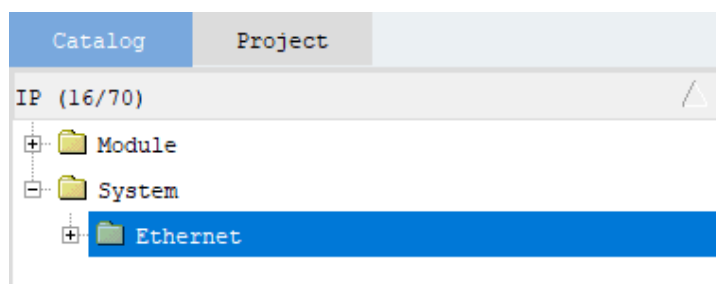 Catalog Project
IP (16/70)
Module
System
Ethernet